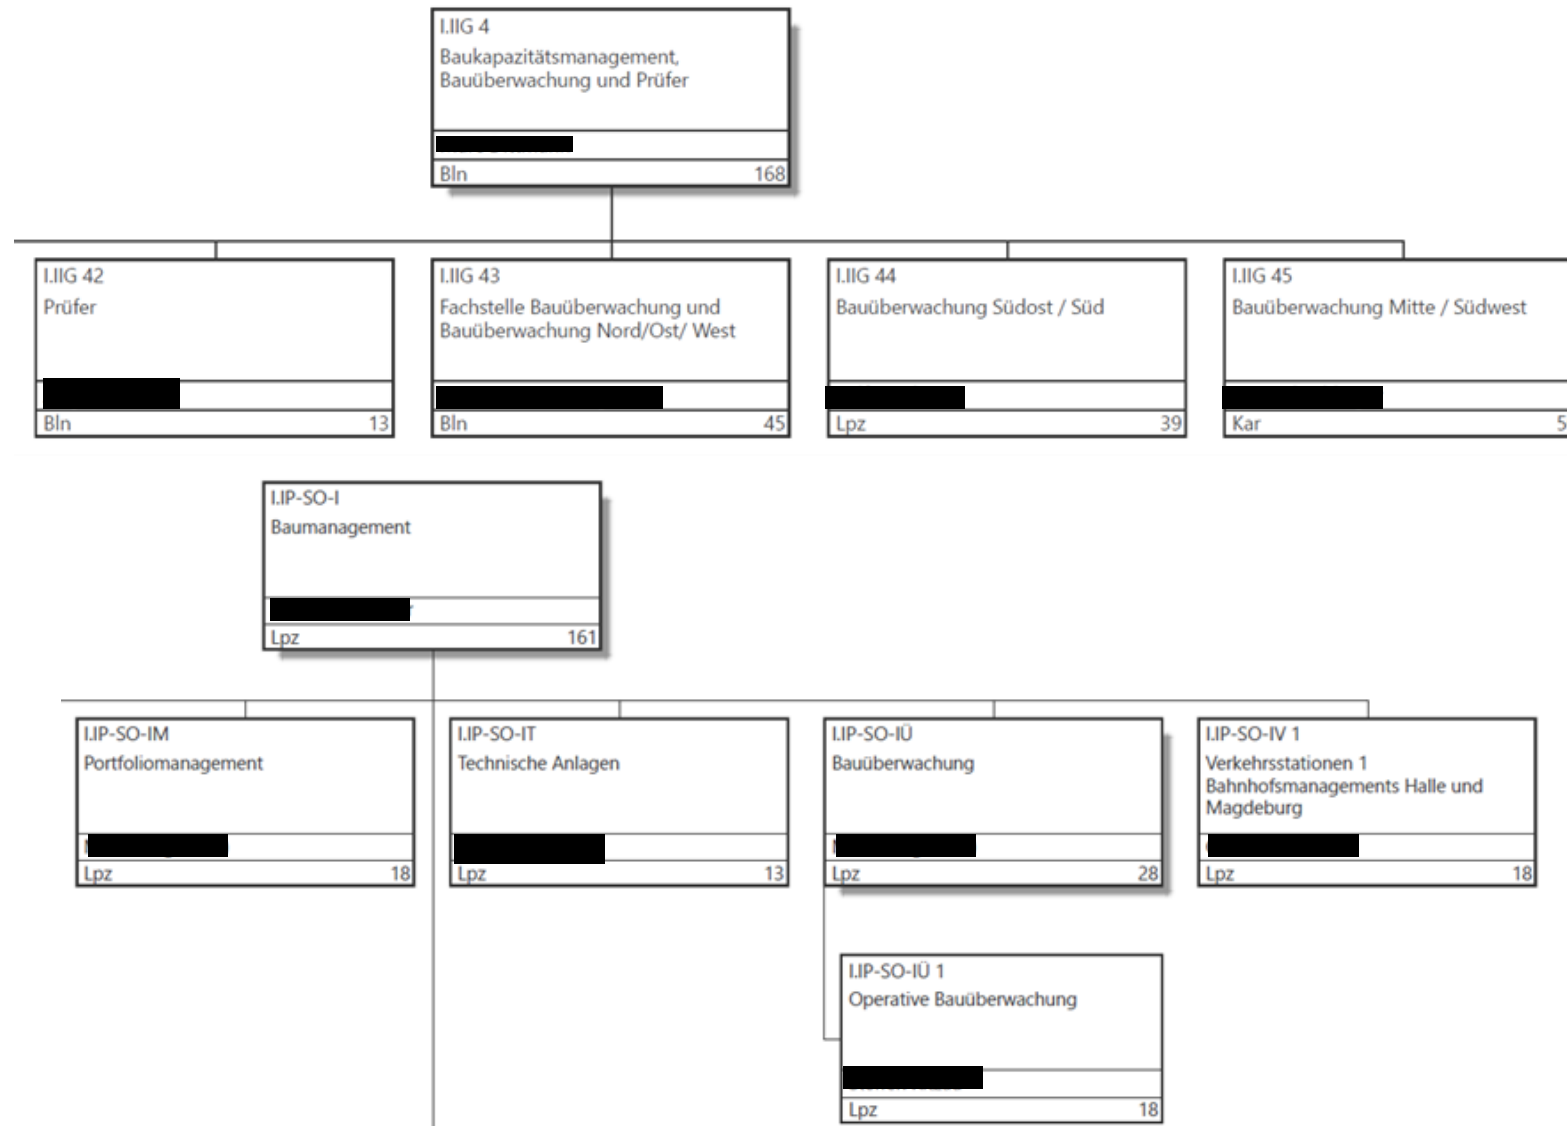 I.IIG 4
Baukapazitätsmanagement,
Bauüberwachung und Prüfer
Bln 168
I.IIG 42
Prüfer
Bln 13
I.IIG 43
Fachstelle Bauüberwachung und
Bauüberwachung Nord/Ost/ West
Bln 45
I.IIG 44
Bauüberwachung Südost / Süd
Lpz 39
I.IIG 45
Bauüberwachung Mitte / Südwest
Kar 5
I.IP-SO-I
Baumanagement
Lpz 161
I.IP-SO-IM
Portfoliomanagement
Lpz 18
I.IP-SO-IT
Technische Anlagen
Lpz 13
I.IP-SO-IÜ
Bauüberwachung
Lpz 28
I.IP-SO-IV 1
Verkehrsstationen 1
Bahnhofsmanagements Halle und
Magdeburg
Lpz 18
I.IP-SO-IÜ 1
Operative Bauüberwachung
Lpz 18